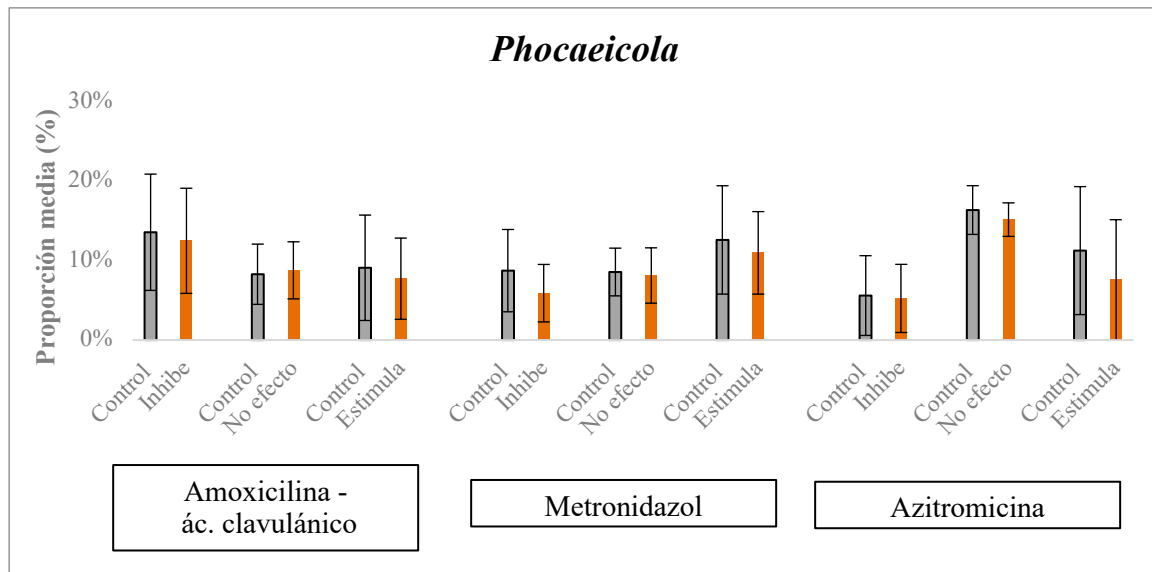 Phocaeicola
Proporción media (%)
30%
20%
10%
0%
Control
Inhibe
Control
No efecto
Control
Estimula
Control
Inhibe
Control
No efecto
Control
Estimula
Control
Inhibe
Control
No efecto
Control
Estimula
Amoxicilina -
ác. clavulánico
Metronidazol
Azitromicina